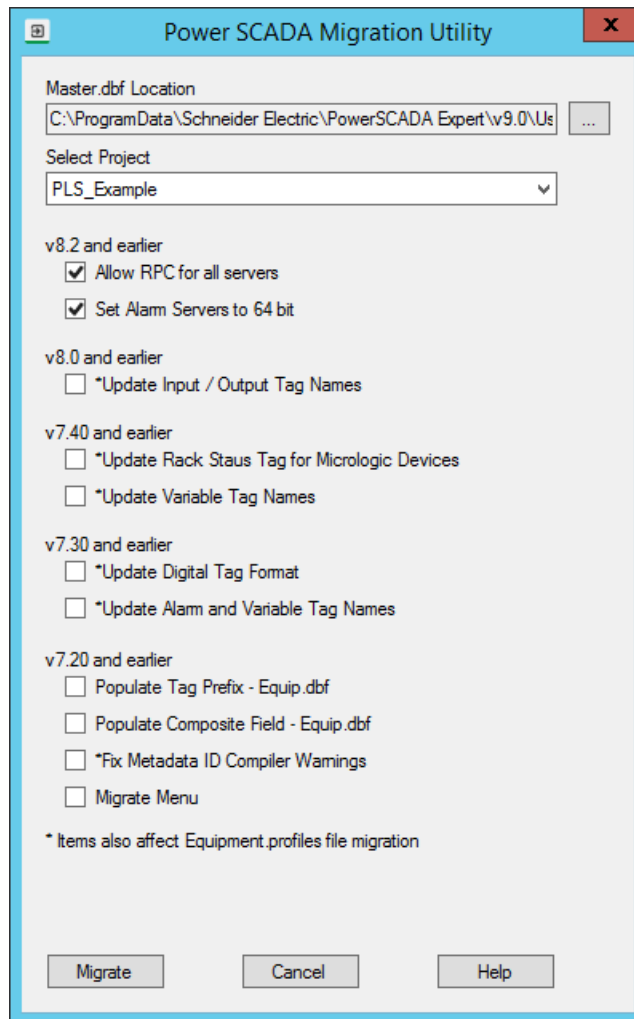 Power SCADA Migration Utility
x
Master.dbf Location
C:\ProgramData\Schneider Electric\PowerSCADA Expert\v9.0\Us
...
Select Project
PLS_Example
v8.2 and earlier
Allow RPC for all servers
Set Alarm Servers to 64 bit
v8.0 and earlier
*Update Input / Output Tag Names
v7.40 and earlier
*Update Rack Staus Tag for Micrologic Devices
*Update Variable Tag Names
v7.30 and earlier
*Update Digital Tag Format
*Update Alarm and Variable Tag Names
v7.20 and earlier
Populate Tag Prefix - Equip.dbf
Populate Composite Field - Equip.dbf
*Fix Metadata ID Compiler Warnings
Migrate Menu
* Items also affect Equipment.profiles file migration
Migrate Cancel Help